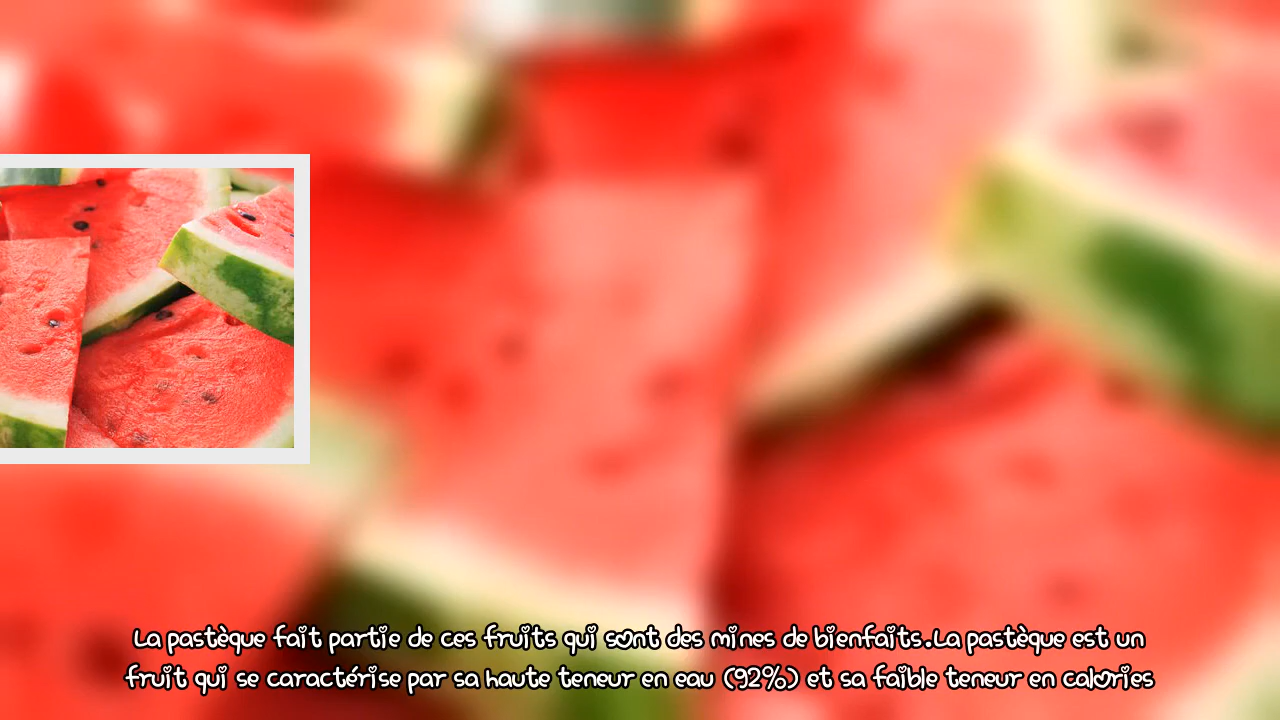 La pastèque fait partie de ces fruits qui sont des mines de bienfaits.La pastèque est un
fruit qui se caractérise par sa haute teneur en eau (92%) et sa faible teneur en calories